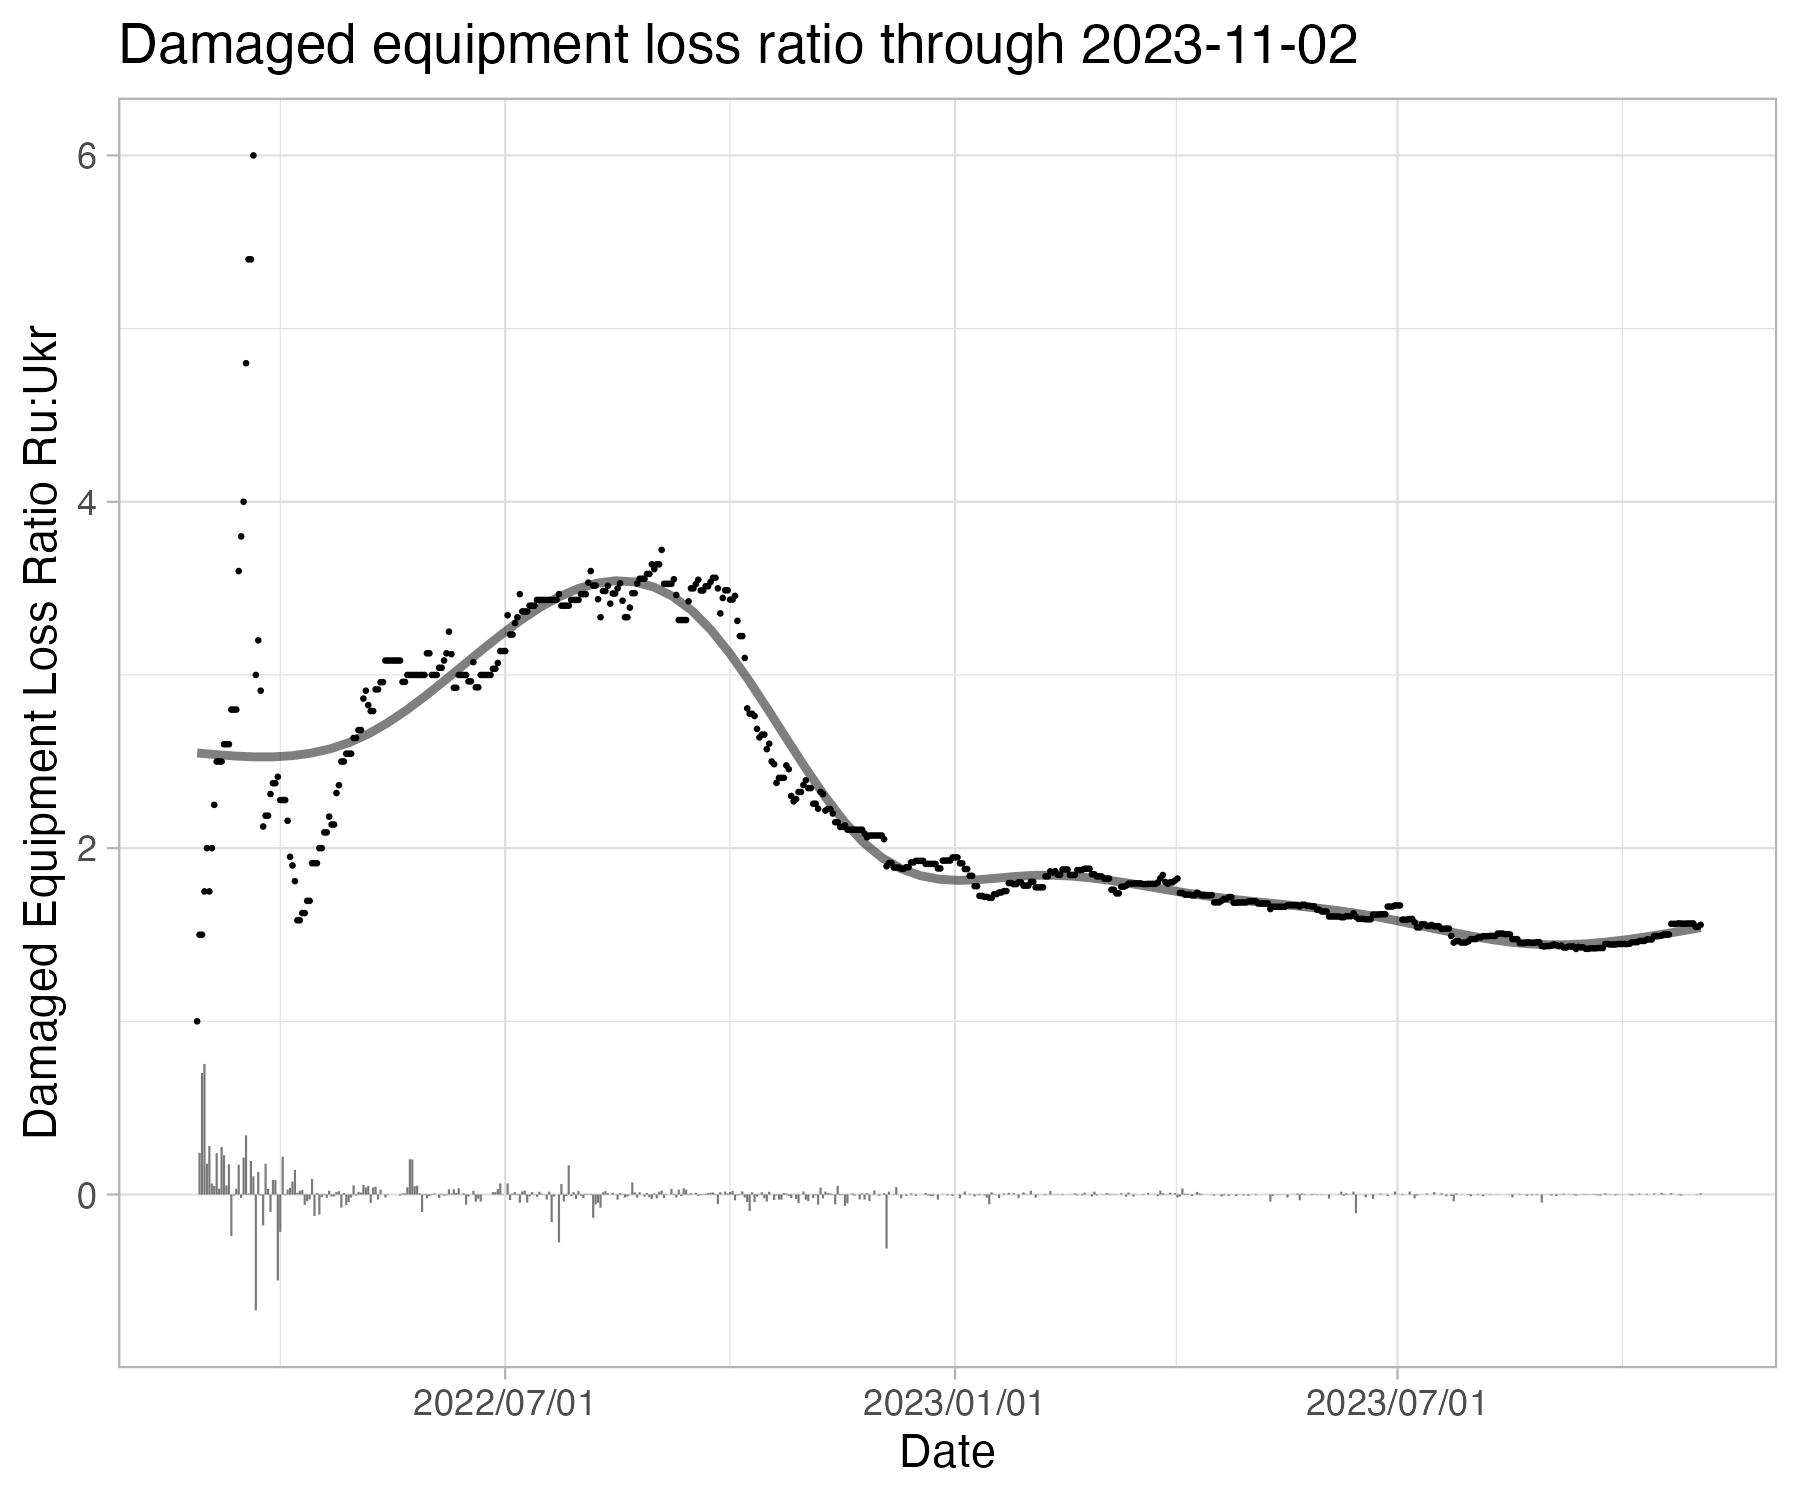 Damaged equipment loss ratio through 2023-11-02
Damaged Equipment Loss Ratio Ru:Ukr
6
4
2
0
2022/07/01 2023/01/01 2023/07/01
Date